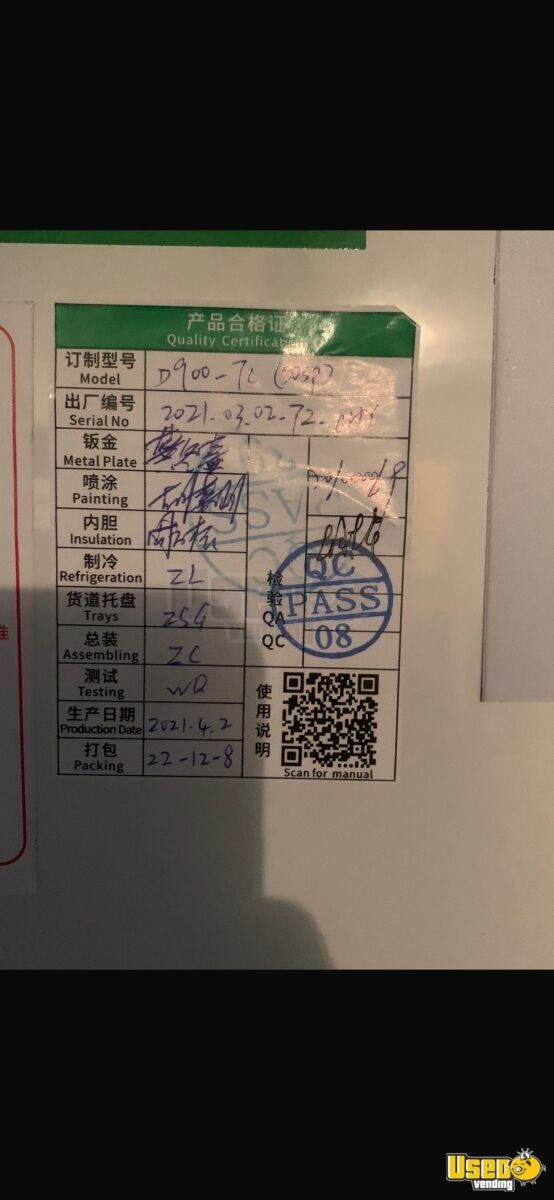 产品合格证
Quality Certificati
订制型号 Model D900-7C (50SP)
出厂编号 Serial No 2021.03.02.72.
钣金 Metal Plate
喷涂 Painting
内胆 Insulation
制冷 Refrigeration ZL
货道托盘 Trays ZSG
总装 Assembling ZC
测试 Testing WQ
生产日期 Production Date 2021.4.2
打包 Packing 22-12-8
检验 QA QC
QC PASS 08
使用说明
Scan for manual
准
USED vending